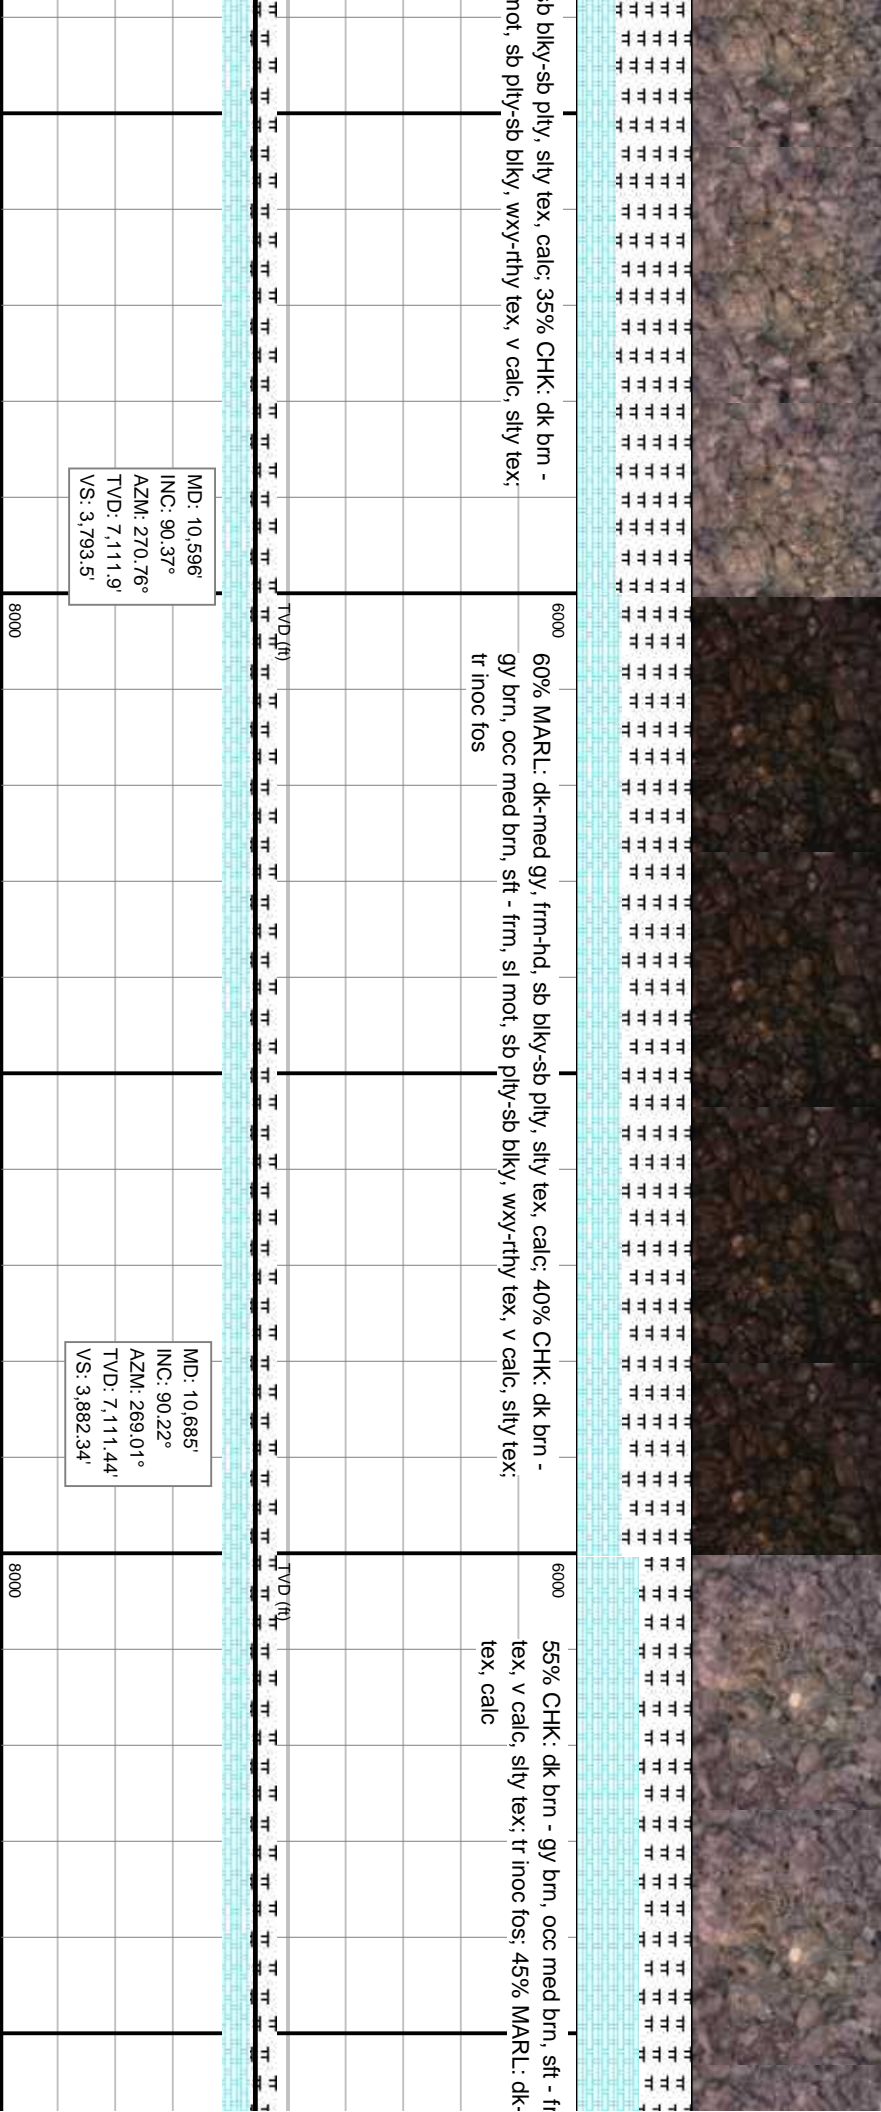 sb blky-sb plty, slty tex, calc; 35% CHK: dk brn -
mot, sb plty-sb blky, wxy-rthy tex, v calc, slty tex;
MD: 10,596'
INC: 90.37°
AZM: 270.76°
TVD: 7,111.9'
VS: 3,793.5'
6000
TVD (ft)
8000
60% MARL: dk-med gy, frm-hd, sb blky-sb plty, slty tex, calc; 40% CHK: dk brn -
gy brn, occ med brn, sft - frm, sl mot, sb plty-sb blky, wxy-rthy tex, v calc, slty tex;
tr inoc fos
MD: 10,685'
INC: 90.22°
AZM: 269.01°
TVD: 7,111.44'
VS: 3,882.34'
6000
TVD (ft)
8000
55% CHK: dk brn - gy brn, occ med brn, sft - fr
tex, v calc, slty tex; tr inoc fos; 45% MARL: dk-
tex, calc